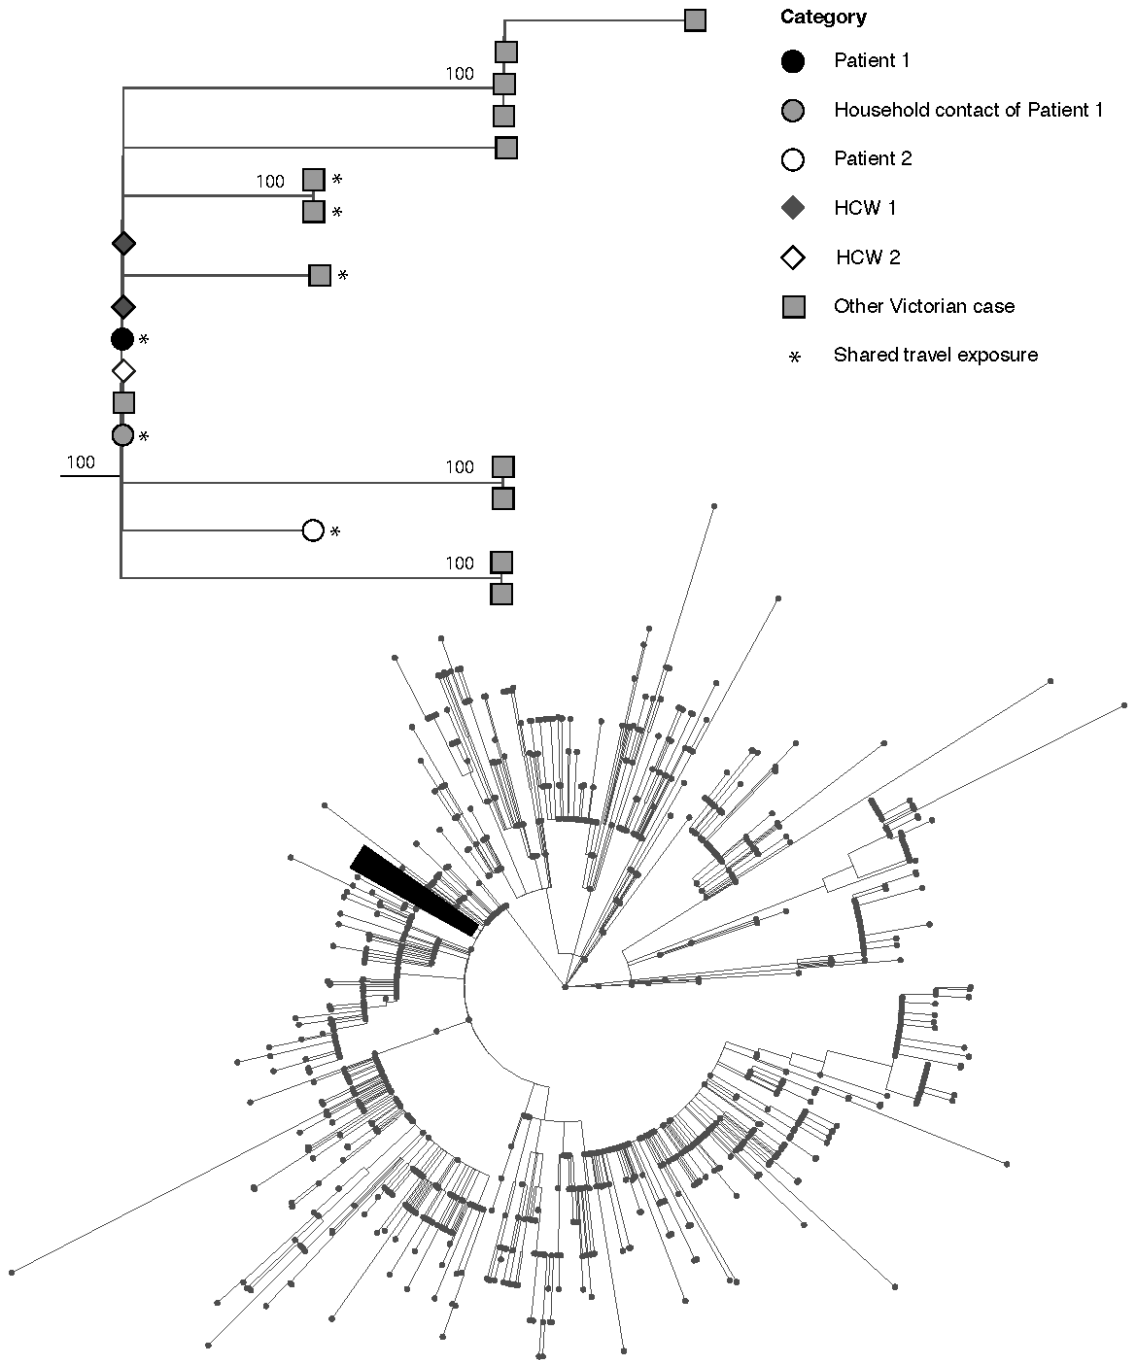 Category
Patient 1
Household contact of Patient 1
Patient 2
HCW 1
HCW 2
Other Victorian case
* Shared travel exposure
100
100 *
*
*
*
*
100
100
*
100